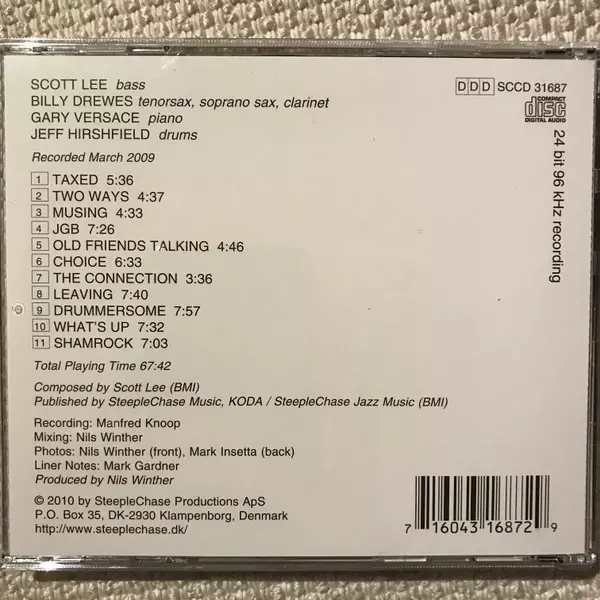 SCOTT LEE bass
BILLY DREWES tenorsax, soprano sax, clarinet
GARY VERSACE piano
JEFF HIRSHFIELD drums
DDD SCCD 31687
COMPACT
disc
DIGITAL AUDIO
24 bit 96 kHz recording
Recorded March 2009
1 TAXED 5:36
2 TWO WAYS 4:37
3 MUSING 4:33
4 JGB 7:26
5 OLD FRIENDS TALKING 4:46
6 CHOICE 6:33
7 THE CONNECTION 3:36
8 LEAVING 7:40
9 DRUMMERSOME 7:57
10 WHAT'S UP 7:32
11 SHAMROCK 7:03
Total Playing Time 67:42
Composed by Scott Lee (BMI)
Published by SteepleChase Music, KODA / SteepleChase Jazz Music (BMI)
Recording: Manfred Knoop
Mixing: Nils Winther
Photos: Nils Winther (front), Mark Insetta (back)
Liner Notes: Mark Gardner
Produced by Nils Winther
© 2010 by SteepleChase Productions ApS
P.O. Box 35, DK-2930 Klampenborg, Denmark
http://www.steeplechase.dk/
7 16043 16872 9